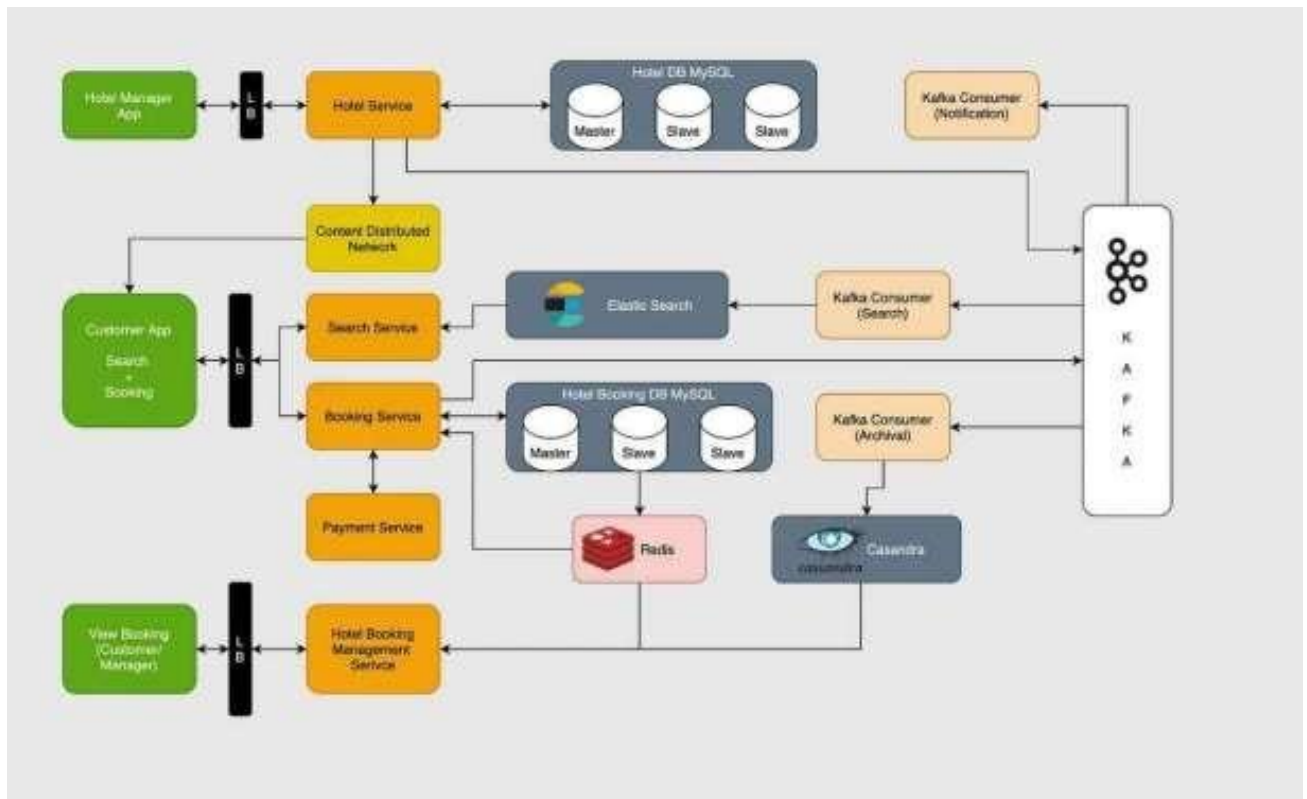 Hotel Manager
App
L
B
Hotel Service
Hotel DB MySQL
Master
Slave
Slave
Kafka Consumer
(Notification)
Content Distributed
Network
Customer App
Search
+
Booking
L
B
Search Service
Elastic Search
Kafka Consumer
(Search)
K
A
F
K
A
Booking Service
Hotel Booking DB MySQL
Master
Slave
Slave
Kafka Consumer
(Archival)
Payment Service
Redis
cassandra
Casandra
View Booking
(Customer/
Manager)
L
B
Hotel Booking
Management
Serivce